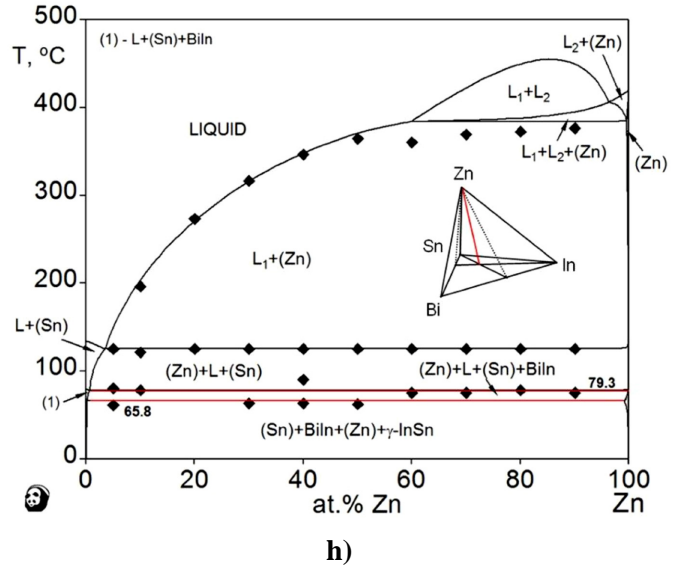 500
(1) - L+(Sn)+BiIn
T, ºC
L₂+(Zn)
400
L₁+L₂
LIQUID
L₁+L₂+(Zn)
(Zn)
300
Zn
L₁+(Zn)
Sn
In
200
Bi
L+(Sn)
100
(Zn)+L+(Sn)
(Zn)+L+(Sn)+BiIn
79.3
(1)
65.8
(Sn)+BiIn+(Zn)+γ-InSn
0
0 20 40 60 80 100
at.% Zn
Zn
h)